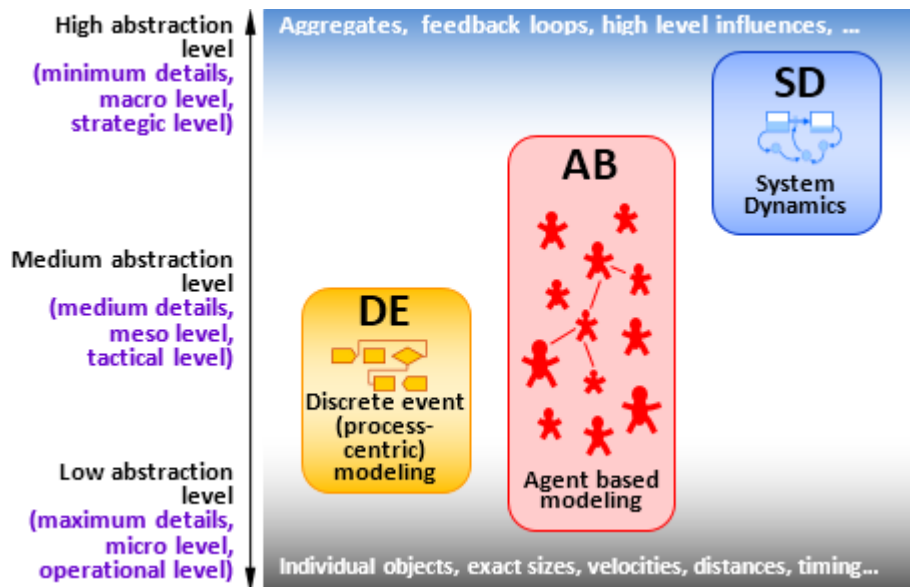 High abstraction
level
(minimum details,
macro level,
strategic level)
Medium abstraction
level
(medium details,
meso level,
tactical level)
Low abstraction
level
(maximum details,
micro level,
operational level)
Aggregates, feedback loops, high level influences, ...
DE
Discrete event
(process-
centric)
modeling
AB
Agent based
modeling
SD
System
Dynamics
Individual objects, exact sizes, velocities, distances, timing...